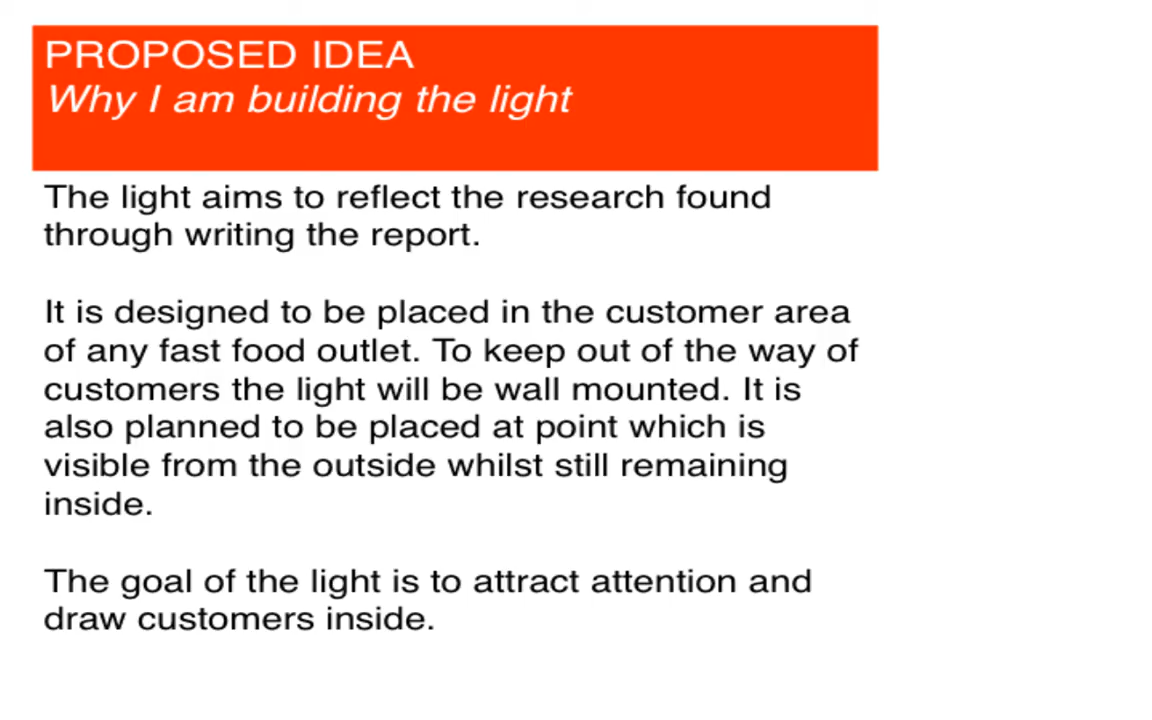 PROPOSED IDEA
Why I am building the light
The light aims to reflect the research found
through writing the report.
It is designed to be placed in the customer area
of any fast food outlet. To keep out of the way of
customers the light will be wall mounted. It is
also planned to be placed at point which is
visible from the outside whilst still remaining
inside.
The goal of the light is to attract attention and
draw customers inside.